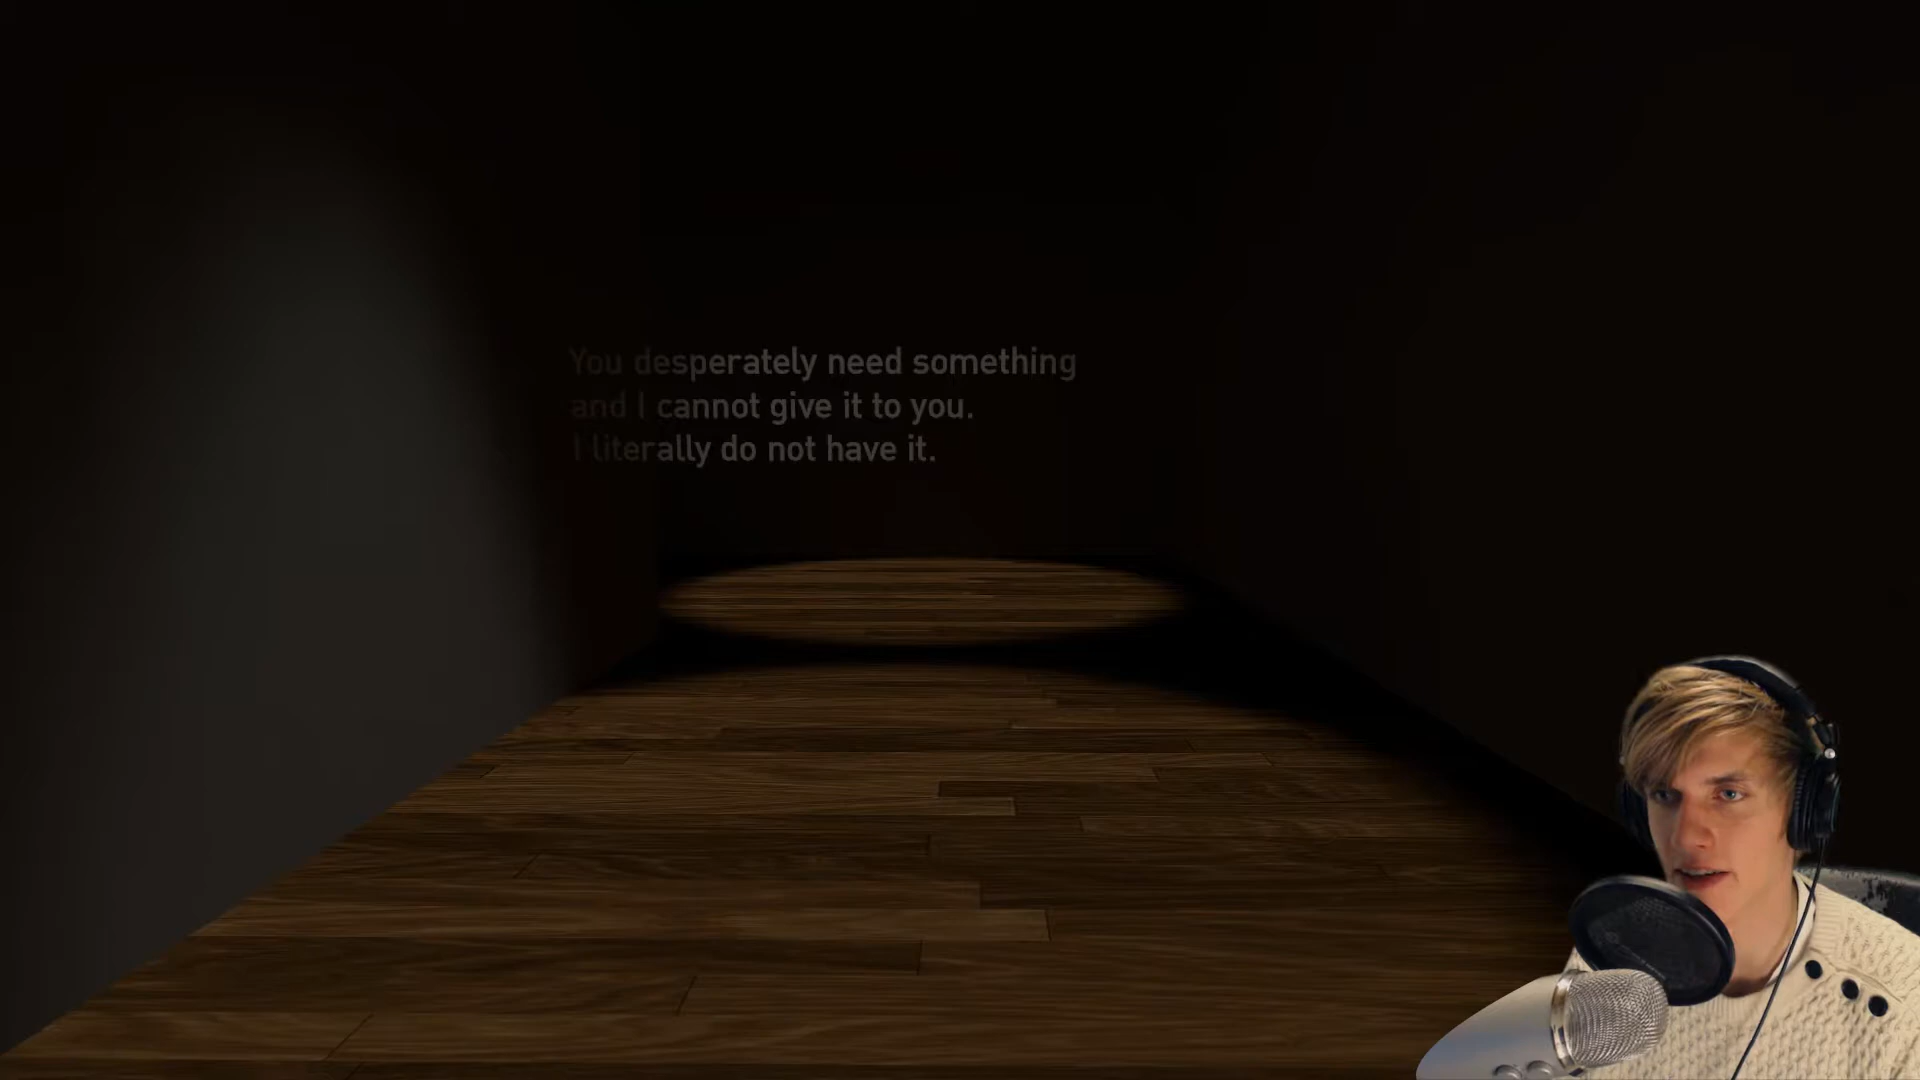 You desperately need something
and I cannot give it to you.
I literally do not have it.